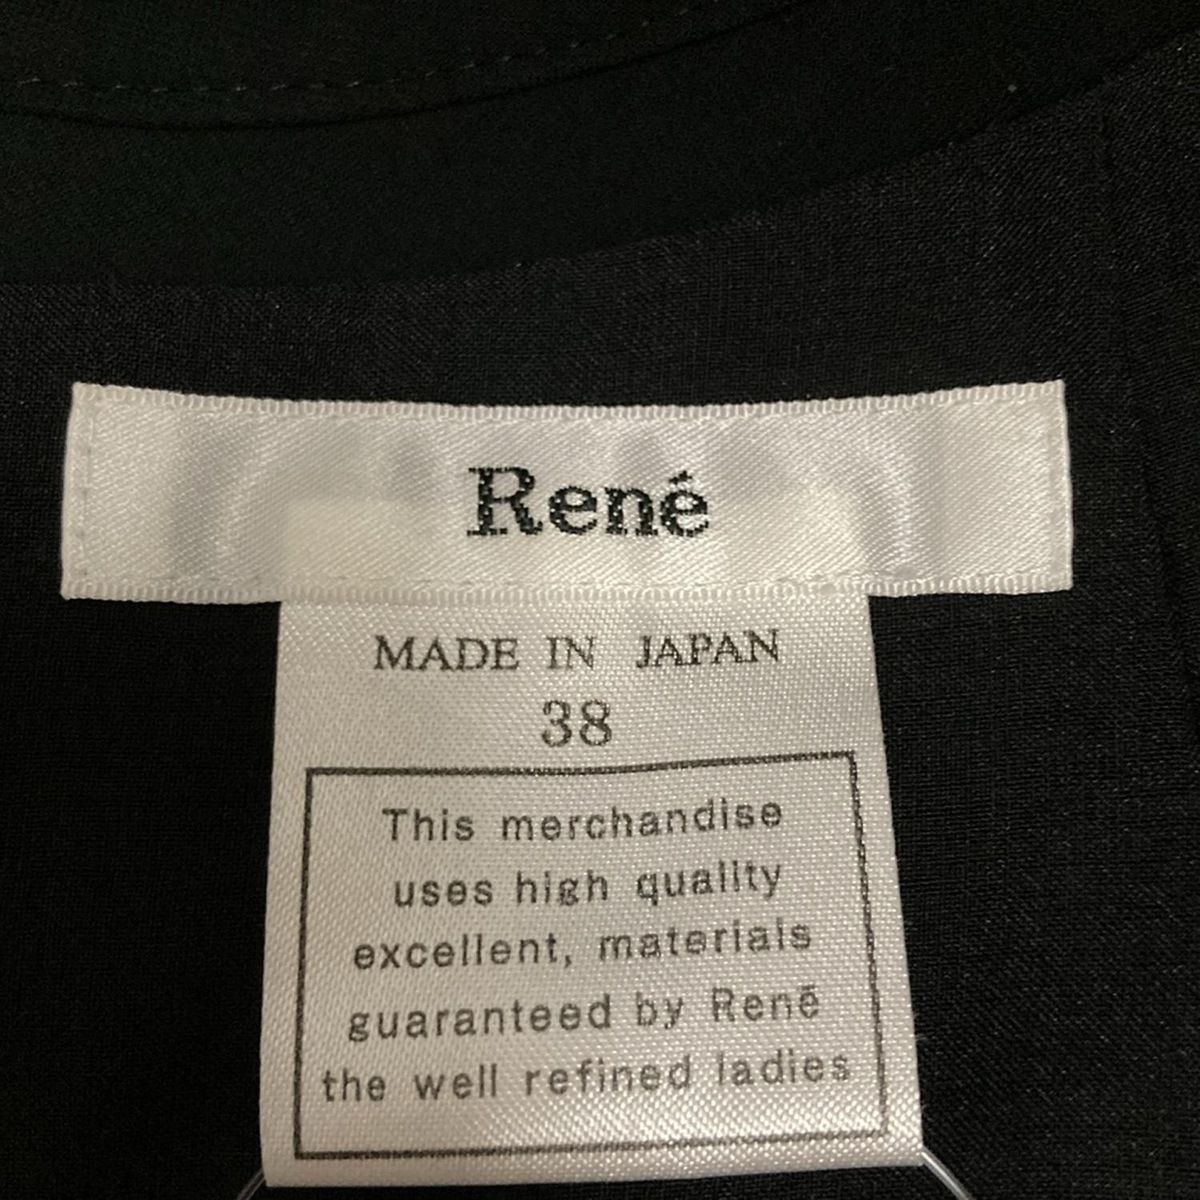 René
MADE IN JAPAN
38
This merchandise
uses high quality
excellent, materials
guaranteed by René
the well refined ladies